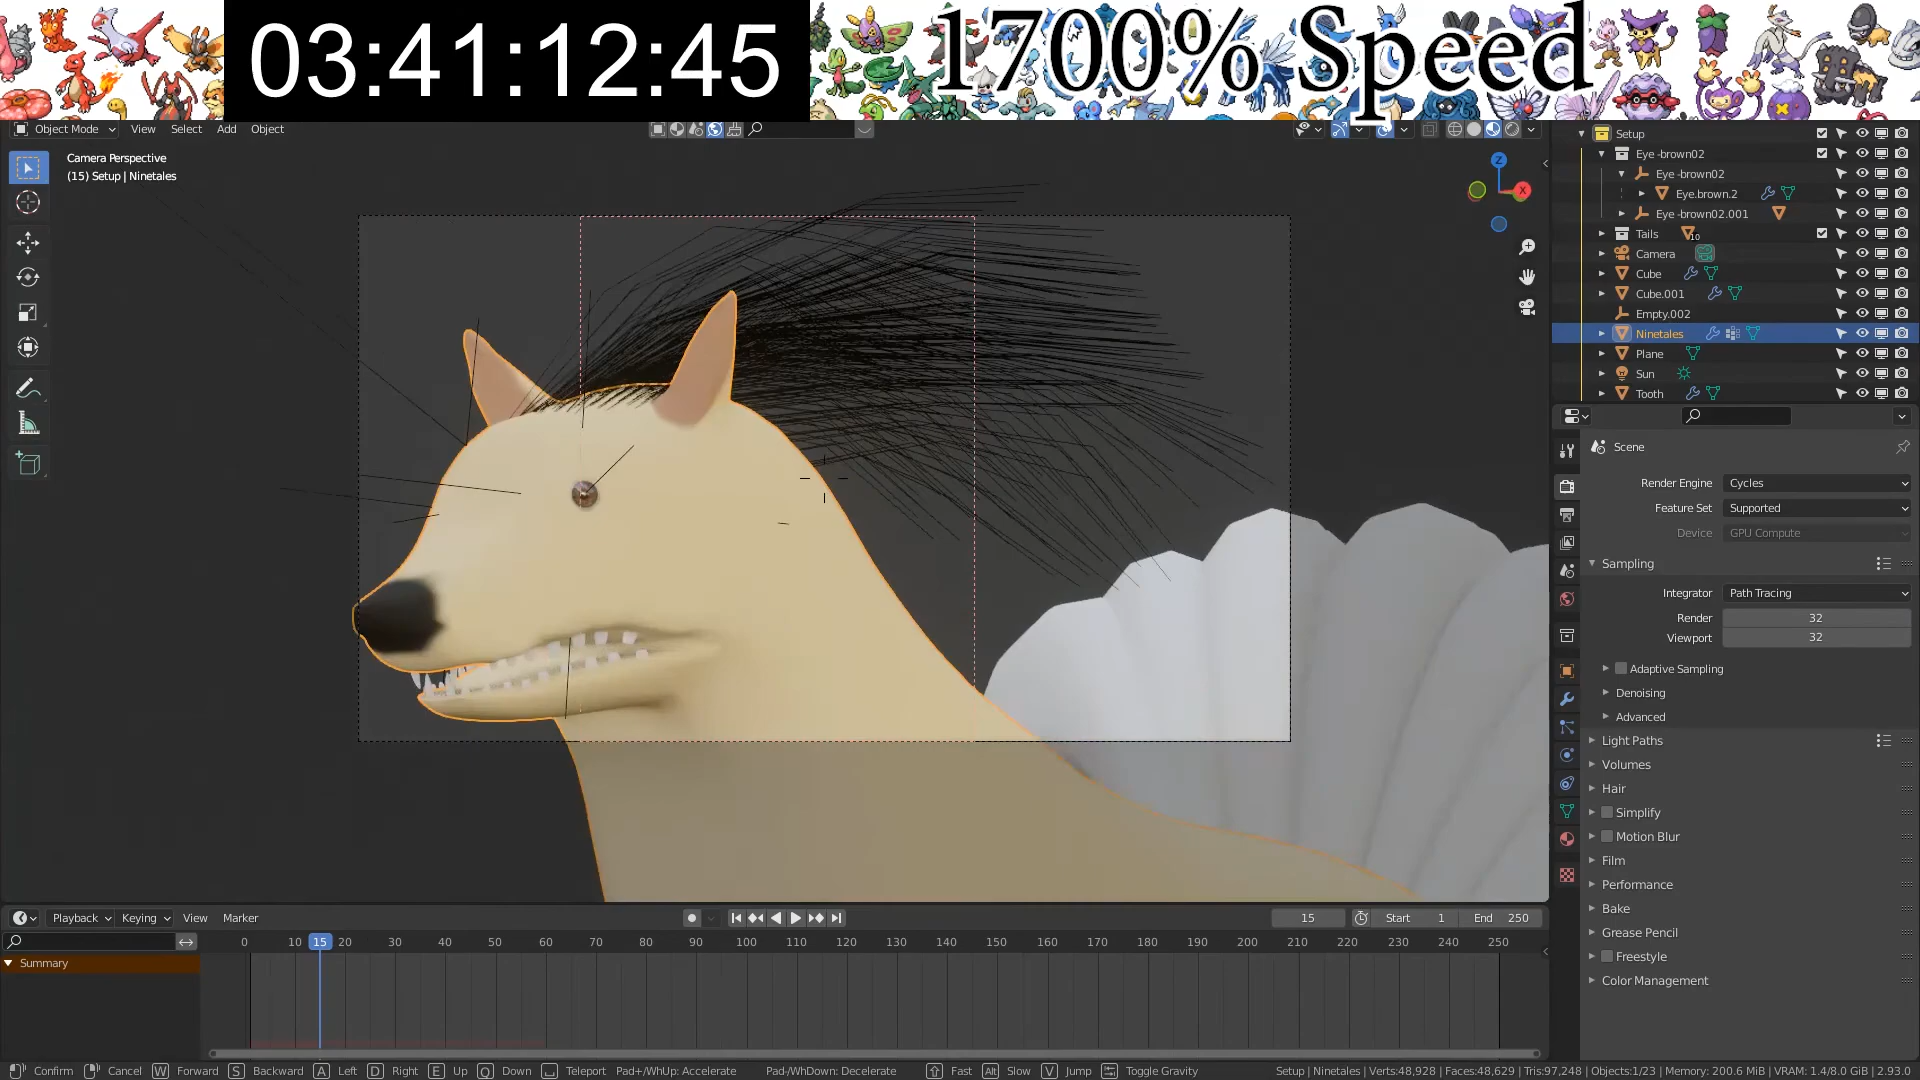 03:41:12:45
1700% Speed
Object Mode View Select Add Object
Camera Perspective
(15) Setup | Ninetales
Z
X
Setup
Eye -brown02
Eye -brown02
Eye.brown.2
Eye -brown02.001
Tails 10
Camera
Cube
Cube.001
Empty.002
Ninetales
Plane
Sun
Tooth
Scene
Render Engine Cycles
Feature Set Supported
Device GPU Compute
Sampling
Integrator Path Tracing
Render 32
Viewport 32
Adaptive Sampling
Denoising
Advanced
Light Paths
Volumes
Hair
Simplify
Motion Blur
Film
Performance
Bake
Grease Pencil
Freestyle
Color Management
Playback Keying View Marker 15 Start 1 End 250
0 10 15 20 30 40 50 60 70 80 90 100 110 120 130 140 150 160 170 180 190 200 210 220 230 240 250
Summary
Confirm Cancel W Forward S Backward A Left D Right E Up Q Down Teleport Pad+/WhUp: Accelerate Pad-/WhDown: Decelerate Fast Alt Slow V Jump Toggle Gravity Setup | Ninetales | Verts:48,928 | Faces:48,629 | Tris:97,248 | Objects:1/23 | Memory: 200.6 MiB | VRAM: 1.4/8.0 GiB | 2.93.0